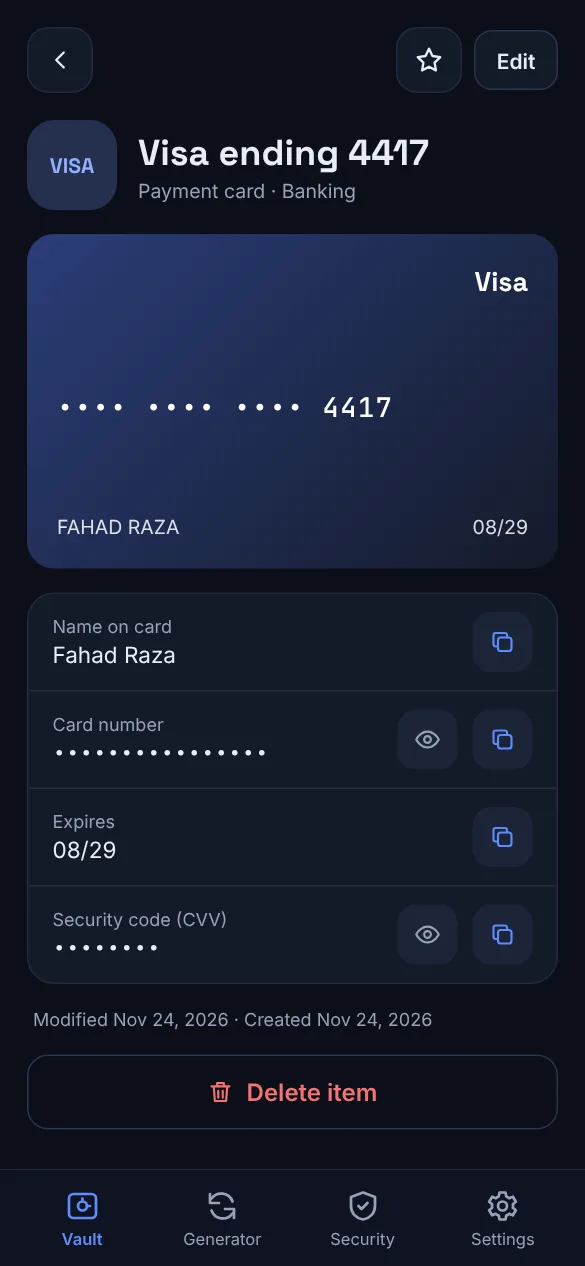 Edit
VISA
Visa ending 4417
Payment card · Banking
Visa
•••• •••• •••• 4417
FAHAD RAZA
08/29
Name on card
Fahad Raza
Card number
••••••••••••••••
Expires
08/29
Security code (CVV)
••••••••
Modified Nov 24, 2026 · Created Nov 24, 2026
Delete item
Vault
Generator
Security
Settings